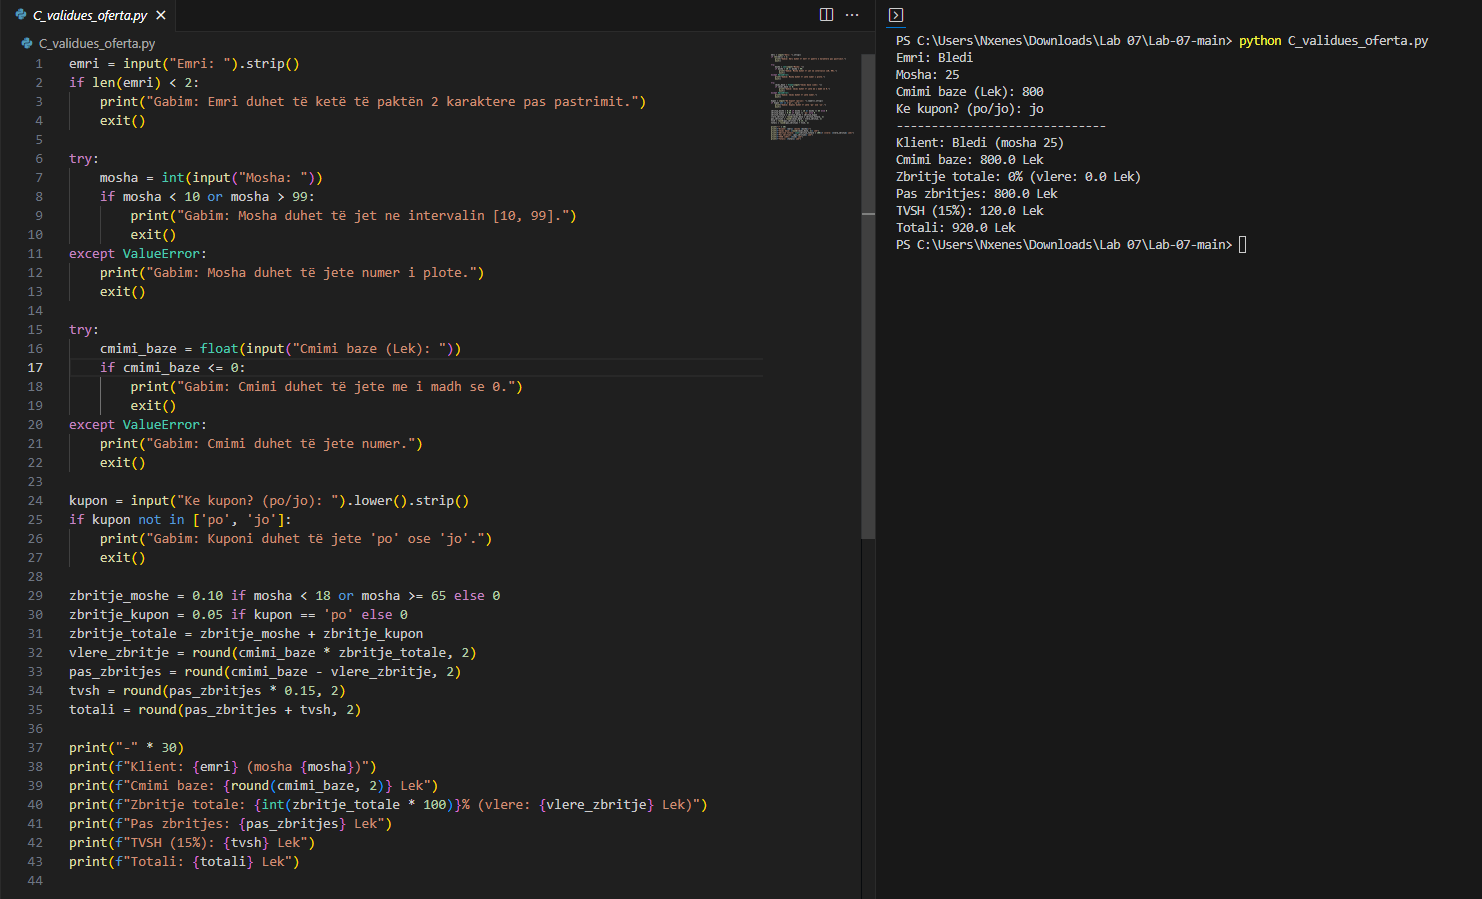 C_validues_oferta.py
C_validues_oferta.py
1 emri = input("Emri: ").strip()
2 if len(emri) < 2:
3     print("Gabim: Emri duhet të ketë të paktën 2 karaktere pas pastrimit.")
4     exit()
5
6 try:
7     mosha = int(input("Mosha: "))
8     if mosha < 10 or mosha > 99:
9         print("Gabim: Mosha duhet të jet ne intervalin [10, 99].")
10         exit()
11 except ValueError:
12     print("Gabim: Mosha duhet të jete numer i plote.")
13     exit()
14
15 try:
16     cmimi_baze = float(input("Cmimi baze (Lek): "))
17     if cmimi_baze <= 0:
18         print("Gabim: Cmimi duhet të jete me i madh se 0.")
19         exit()
20 except ValueError:
21     print("Gabim: Cmimi duhet të jete numer.")
22     exit()
23
24 kupon = input("Ke kupon? (po/jo): ").lower().strip()
25 if kupon not in ['po', 'jo']:
26     print("Gabim: Kuponi duhet të jete 'po' ose 'jo'.")
27     exit()
28
29 zbritje_moshe = 0.10 if mosha < 18 or mosha >= 65 else 0
30 zbritje_kupon = 0.05 if kupon == 'po' else 0
31 zbritje_totale = zbritje_moshe + zbritje_kupon
32 vlere_zbritje = round(cmimi_baze * zbritje_totale, 2)
33 pas_zbritjes = round(cmimi_baze - vlere_zbritje, 2)
34 tvsh = round(pas_zbritjes * 0.15, 2)
35 totali = round(pas_zbritjes + tvsh, 2)
36
37 print("-" * 30)
38 print(f"Klient: {emri} (mosha {mosha})")
39 print(f"Cmimi baze: {round(cmimi_baze, 2)} Lek")
40 print(f"Zbritje totale: {int(zbritje_totale * 100)}% (vlere: {vlere_zbritje} Lek)")
41 print(f"Pas zbritjes: {pas_zbritjes} Lek")
42 print(f"TVSH (15%): {tvsh} Lek")
43 print(f"Totali: {totali} Lek")
44
PS C:\Users\Nxenes\Downloads\Lab 07\Lab-07-main> python C_validues_oferta.py
Emri: Bledi
Mosha: 25
Cmimi baze (Lek): 800
Ke kupon? (po/jo): jo
------------------------------
Klient: Bledi (mosha 25)
Cmimi baze: 800.0 Lek
Zbritje totale: 0% (vlere: 0.0 Lek)
Pas zbritjes: 800.0 Lek
TVSH (15%): 120.0 Lek
Totali: 920.0 Lek
PS C:\Users\Nxenes\Downloads\Lab 07\Lab-07-main>